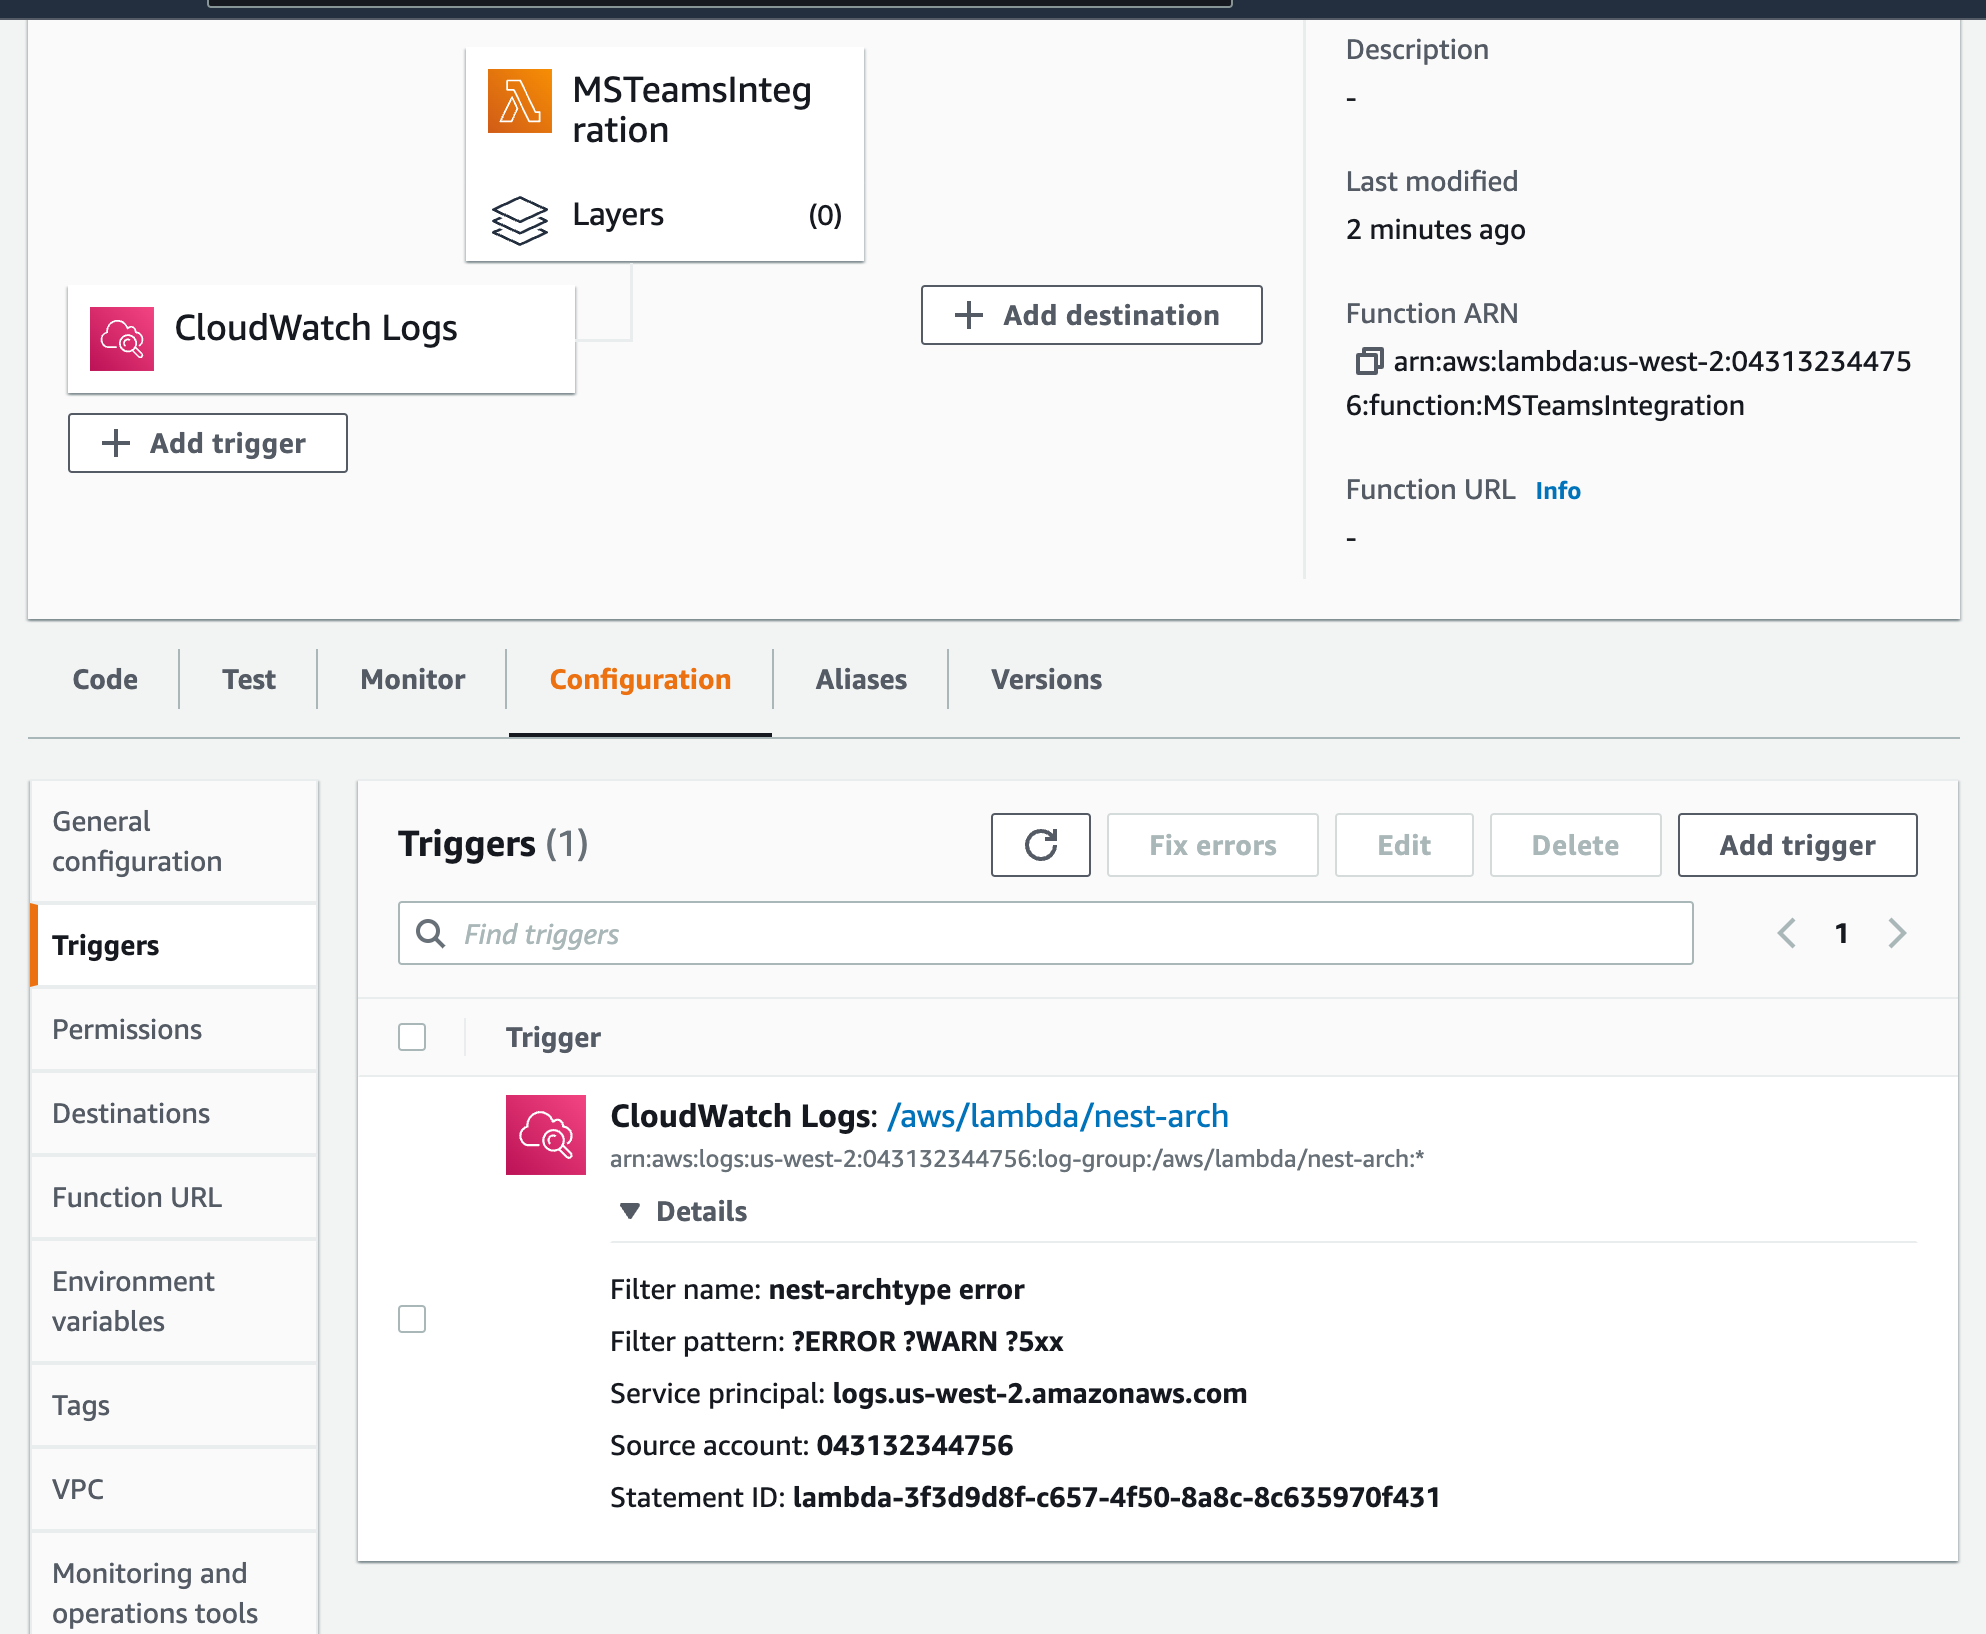 MSTeamsInteg
ration
Layers (0)
CloudWatch Logs
+ Add trigger
+ Add destination
Description
-
Last modified
2 minutes ago
Function ARN
arn:aws:lambda:us-west-2:04313234475
6:function:MSTeamsIntegration
Function URL Info
-
Code Test Monitor Configuration Aliases Versions
General
configuration
Triggers
Permissions
Destinations
Function URL
Environment
variables
Tags
VPC
Monitoring and
operations tools
Triggers (1)
Fix errors Edit Delete Add trigger
Find triggers
1
Trigger
CloudWatch Logs: /aws/lambda/nest-arch
arn:aws:logs:us-west-2:043132344756:log-group:/aws/lambda/nest-arch:*
Details
Filter name: nest-archtype error
Filter pattern: ?ERROR ?WARN ?5xx
Service principal: logs.us-west-2.amazonaws.com
Source account: 043132344756
Statement ID: lambda-3f3d9d8f-c657-4f50-8a8c-8c635970f431